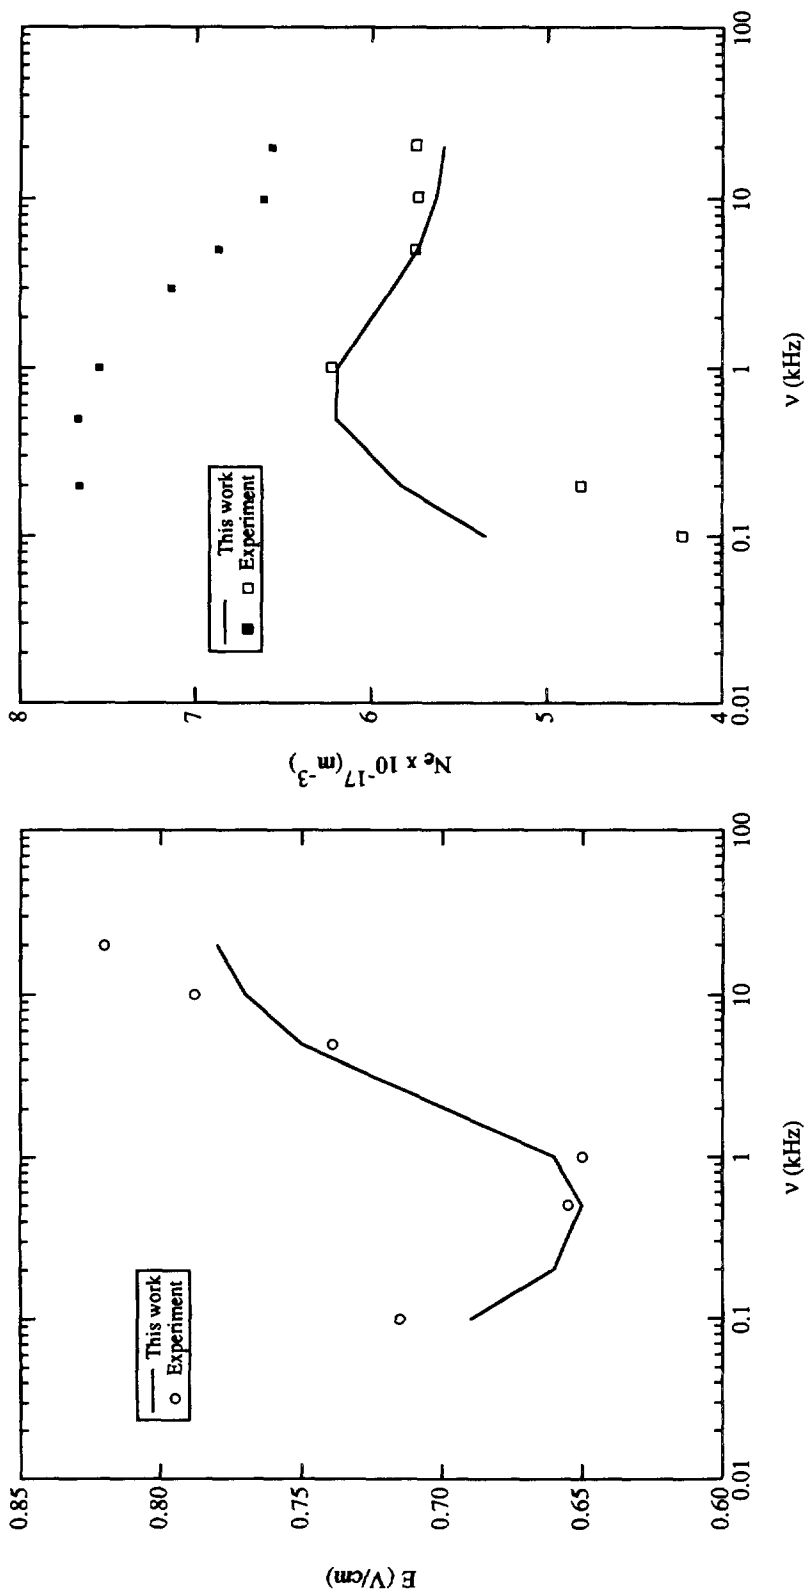 E (V/cm)
0.85
0.80
0.75
0.70
0.65
0.60
This work
Experiment
0.01
0.1
1
10
100
ν (kHz)
Nₑ x 10⁻¹⁷(m⁻³)
8
7
6
5
4
This work
Experiment
0.01
0.1
1
10
100
ν (kHz)